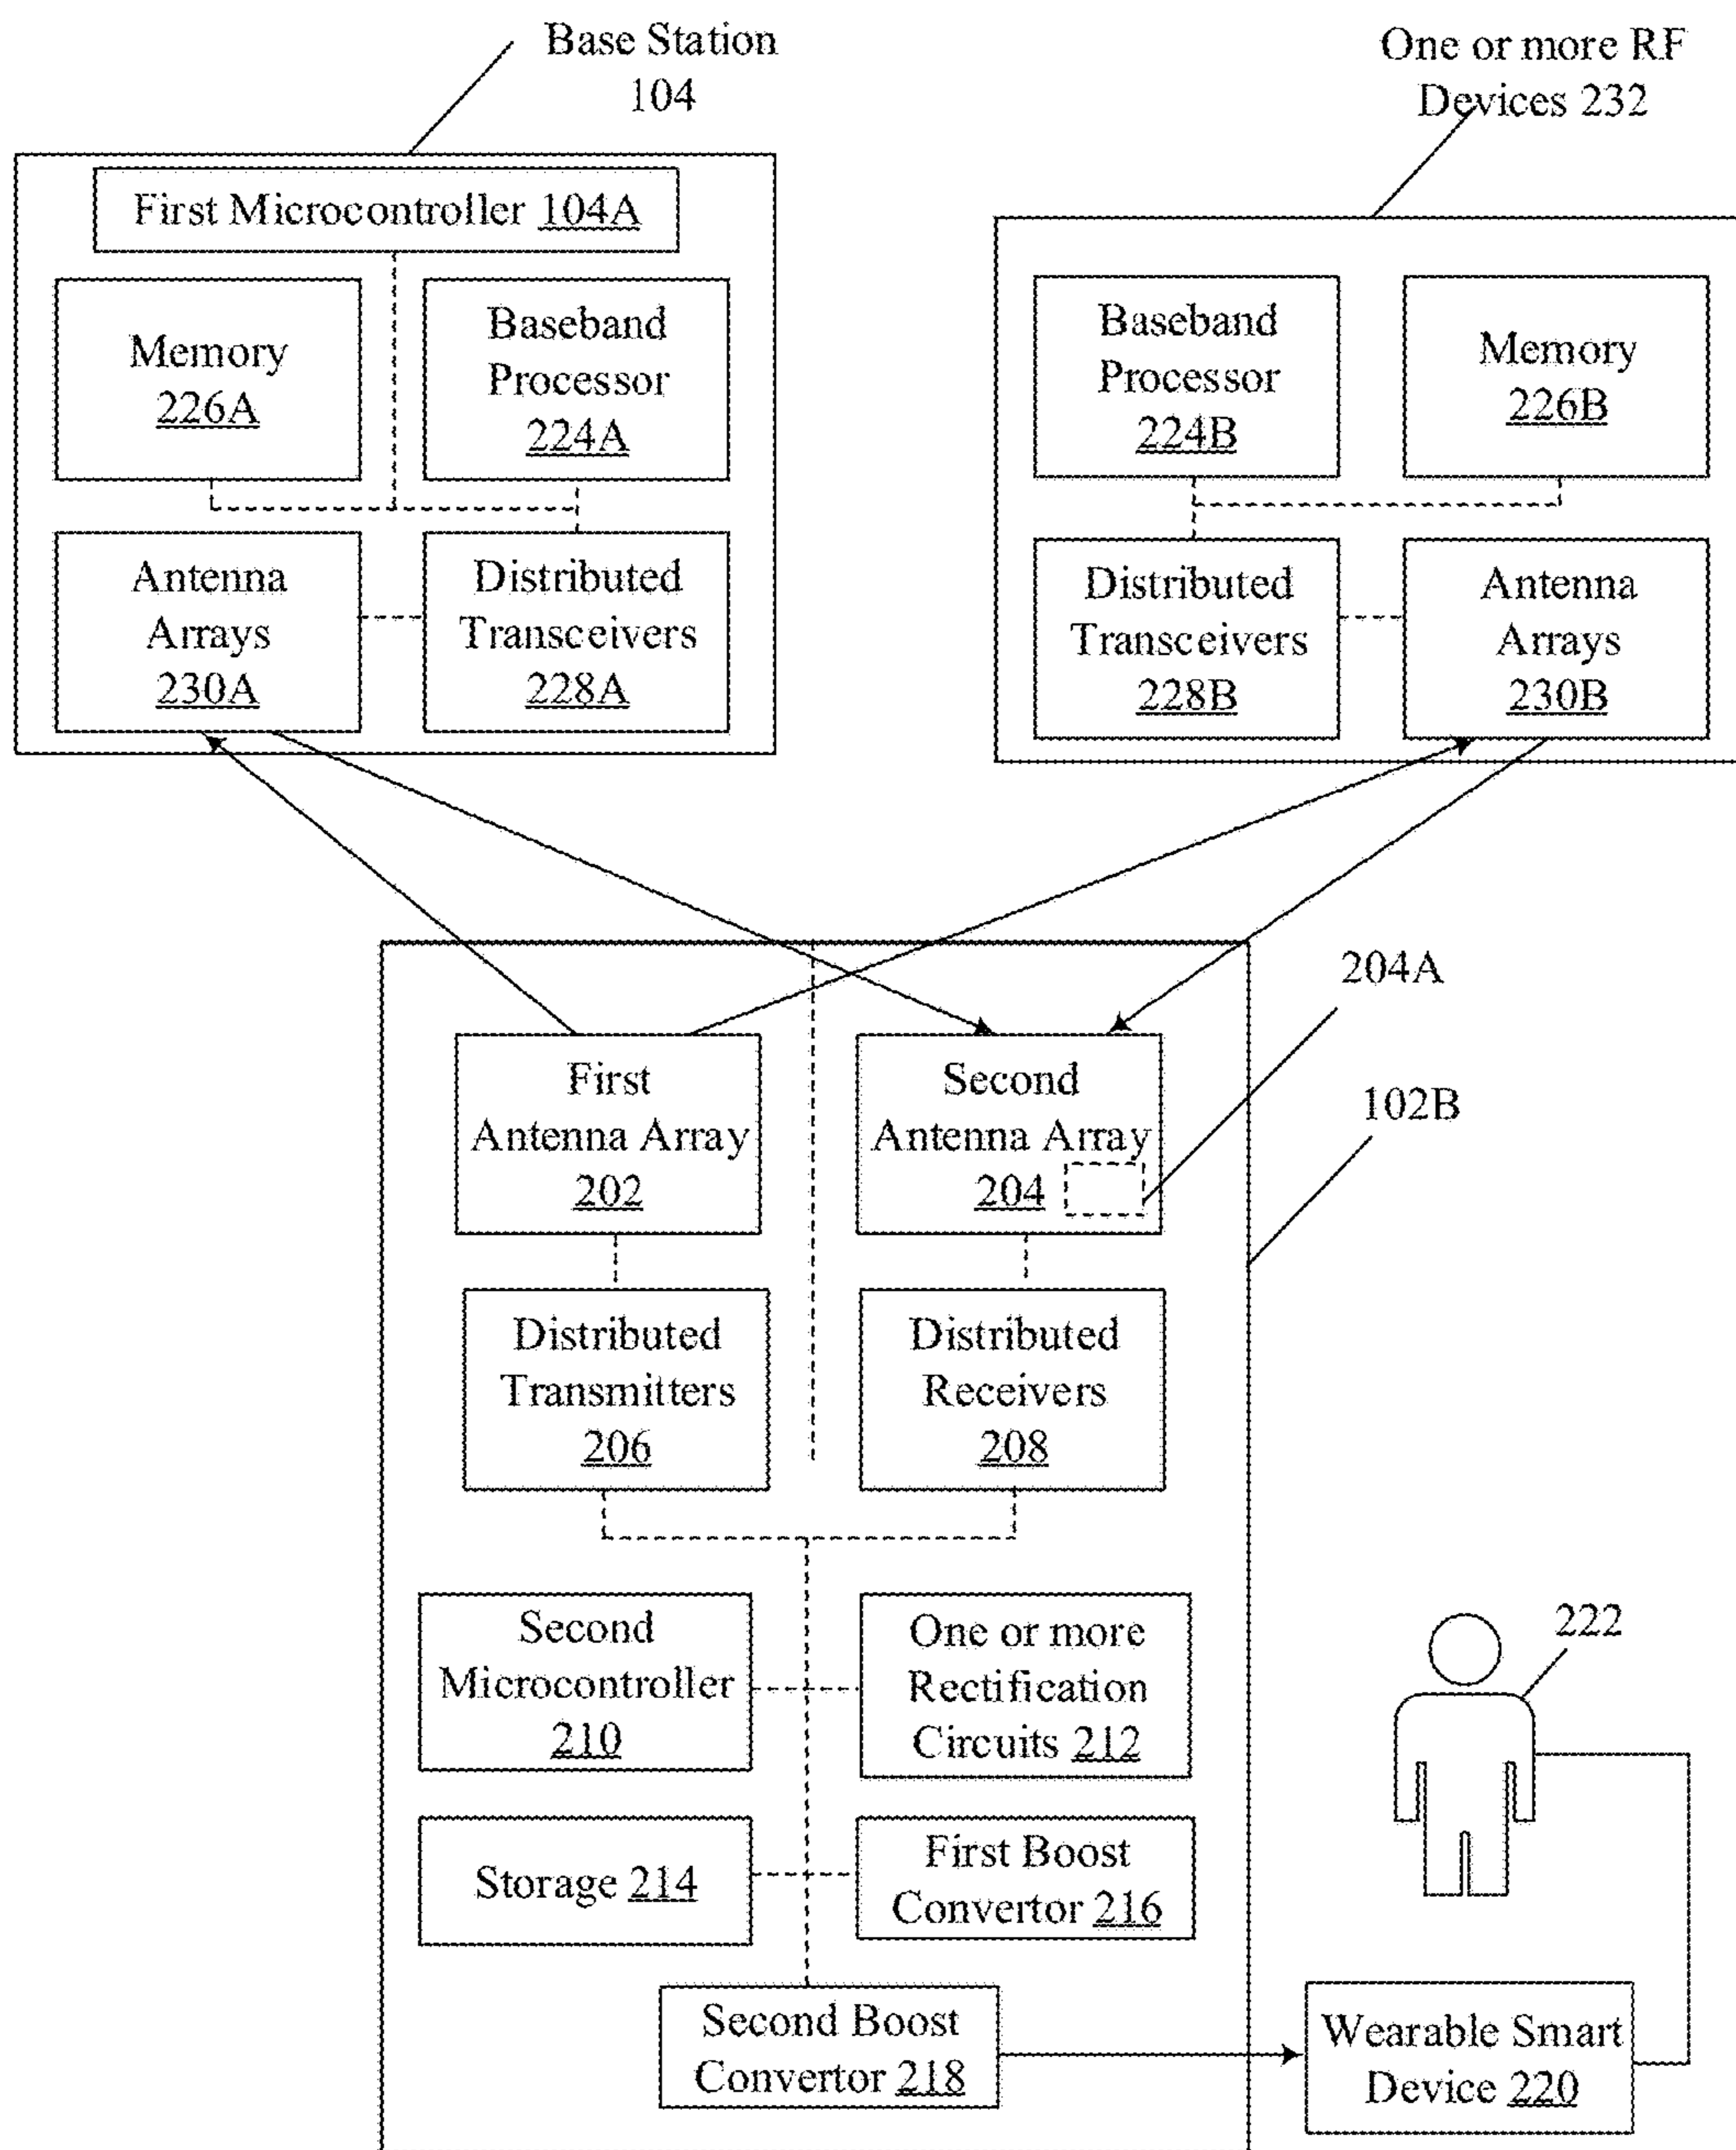 Base Station
104
One or more RF
Devices 232
First Microcontroller 104A
Memory
226A
Baseband
Processor
224A
Antenna
Arrays
230A
Distributed
Transceivers
228A
Baseband
Processor
224B
Memory
226B
Distributed
Transceivers
228B
Antenna
Arrays
230B
204A
102B
First
Antenna Array
202
Second
Antenna Array
204
Distributed
Transmitters
206
Distributed
Receivers
208
Second
Microcontroller
210
One or more
Rectification
Circuits 212
222
Storage 214
First Boost
Convertor 216
Second Boost
Convertor 218
Wearable Smart
Device 220